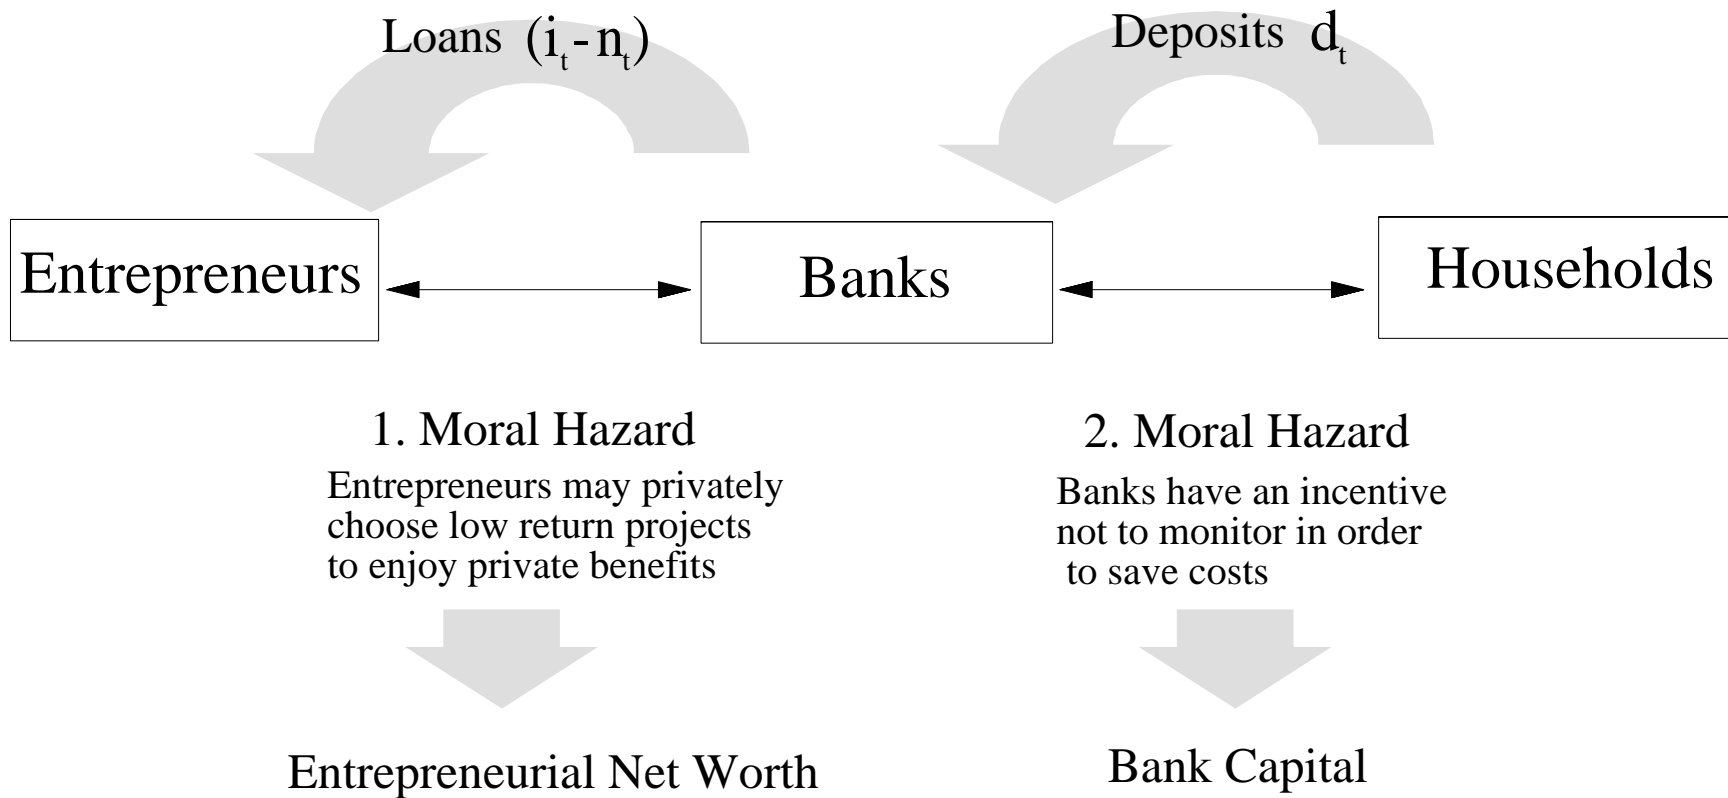 Loans (i_t - n_t)
Deposits d_t
Entrepreneurs
Banks
Households
1. Moral Hazard
Entrepreneurs may privately
choose low return projects
to enjoy private benefits
2. Moral Hazard
Banks have an incentive
not to monitor in order
to save costs
Entrepreneurial Net Worth
Bank Capital